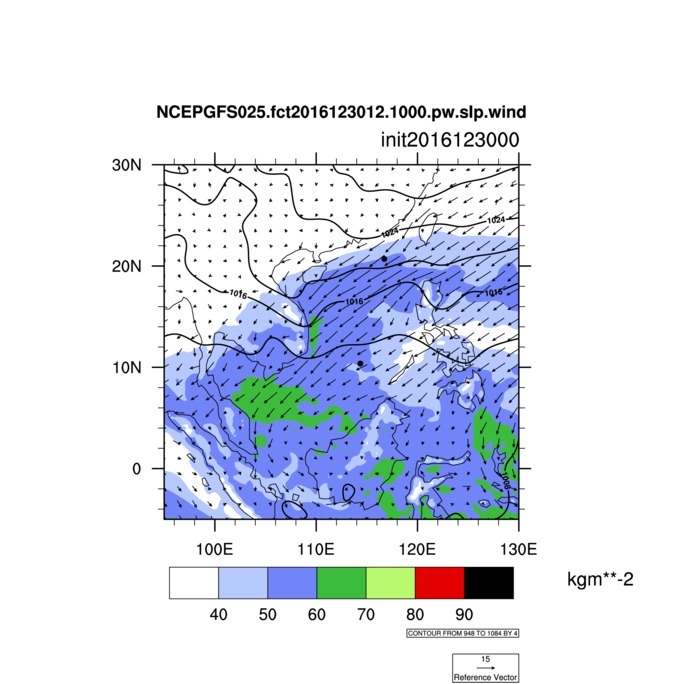 NCEPGFS025.fct2016123012.1000.pw.slp.wind
init2016123000
30N
1024
1024
20N
1016
1016
1016
10N
0
1008
100E
110E
120E
130E
kgm**-2
40
50
60
70
80
90
CONTOUR FROM 948 TO 1084 BY 4
15
Reference Vector